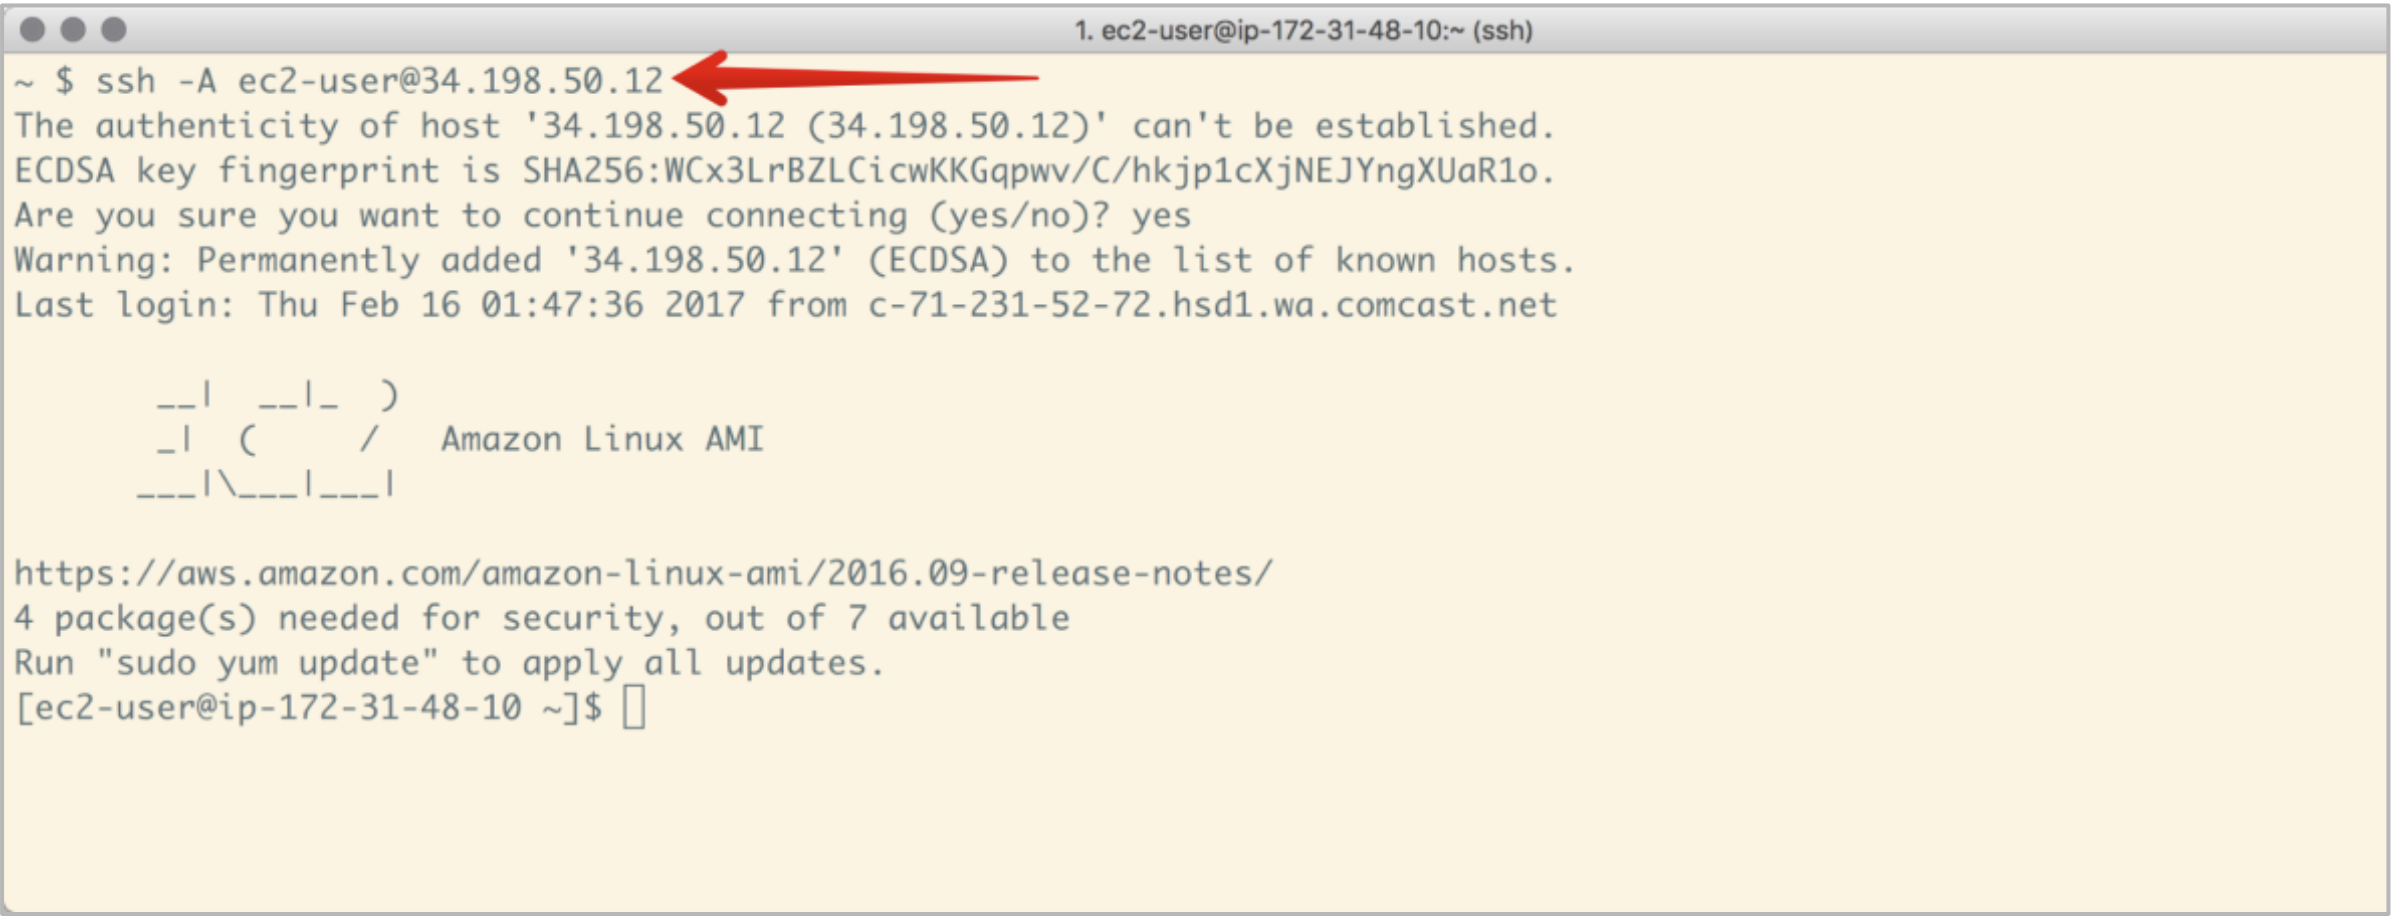 1. ec2-user@ip-172-31-48-10:~ (ssh)
~ $ ssh -A ec2-user@34.198.50.12
The authenticity of host '34.198.50.12 (34.198.50.12)' can't be established.
ECDSA key fingerprint is SHA256:WCx3LrBZLCicwKKGqpwv/C/hkjp1cXjNEJYngXUaR1o.
Are you sure you want to continue connecting (yes/no)? yes
Warning: Permanently added '34.198.50.12' (ECDSA) to the list of known hosts.
Last login: Thu Feb 16 01:47:36 2017 from c-71-231-52-72.hsd1.wa.comcast.net
       __|  __|_  )
       _|  (     /   Amazon Linux AMI
      ___|\___|___|
https://aws.amazon.com/amazon-linux-ami/2016.09-release-notes/
4 package(s) needed for security, out of 7 available
Run "sudo yum update" to apply all updates.
[ec2-user@ip-172-31-48-10 ~]$